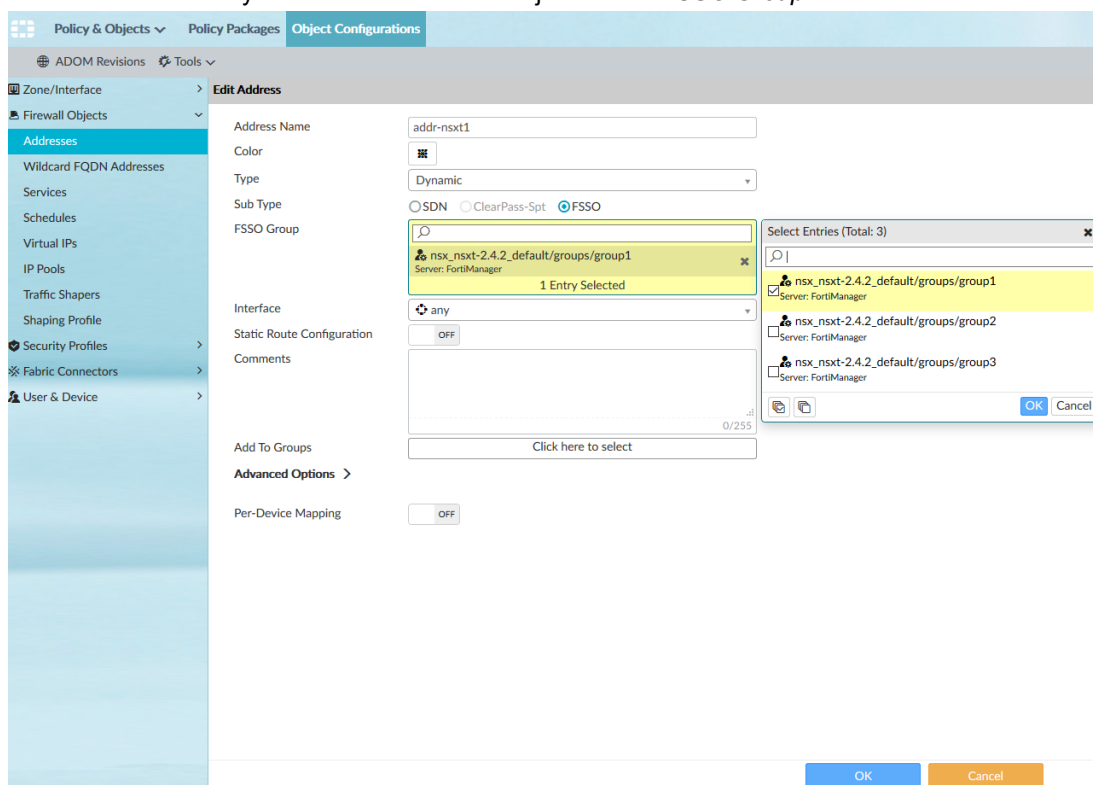 Policy & Objects Policy Packages Object Configurations
ADOM Revisions Tools
Zone/Interface
Firewall Objects
Addresses
Wildcard FQDN Addresses
Services
Schedules
Virtual IPs
IP Pools
Traffic Shapers
Shaping Profile
Security Profiles
Fabric Connectors
User & Device
Edit Address
Address Name addr-nsxt1
Color
Type Dynamic
Sub Type SDN ClearPass-Spt FSSO
FSSO Group
nsx_nsxt-2.4.2_default/groups/group1
Server: FortiManager
1 Entry Selected
Interface any
Static Route Configuration OFF
Comments
0/255
Add To Groups Click here to select
Advanced Options >
Per-Device Mapping OFF
Select Entries (Total: 3)
nsx_nsxt-2.4.2_default/groups/group1
Server: FortiManager
nsx_nsxt-2.4.2_default/groups/group2
Server: FortiManager
nsx_nsxt-2.4.2_default/groups/group3
Server: FortiManager
OK Cancel
OK Cancel